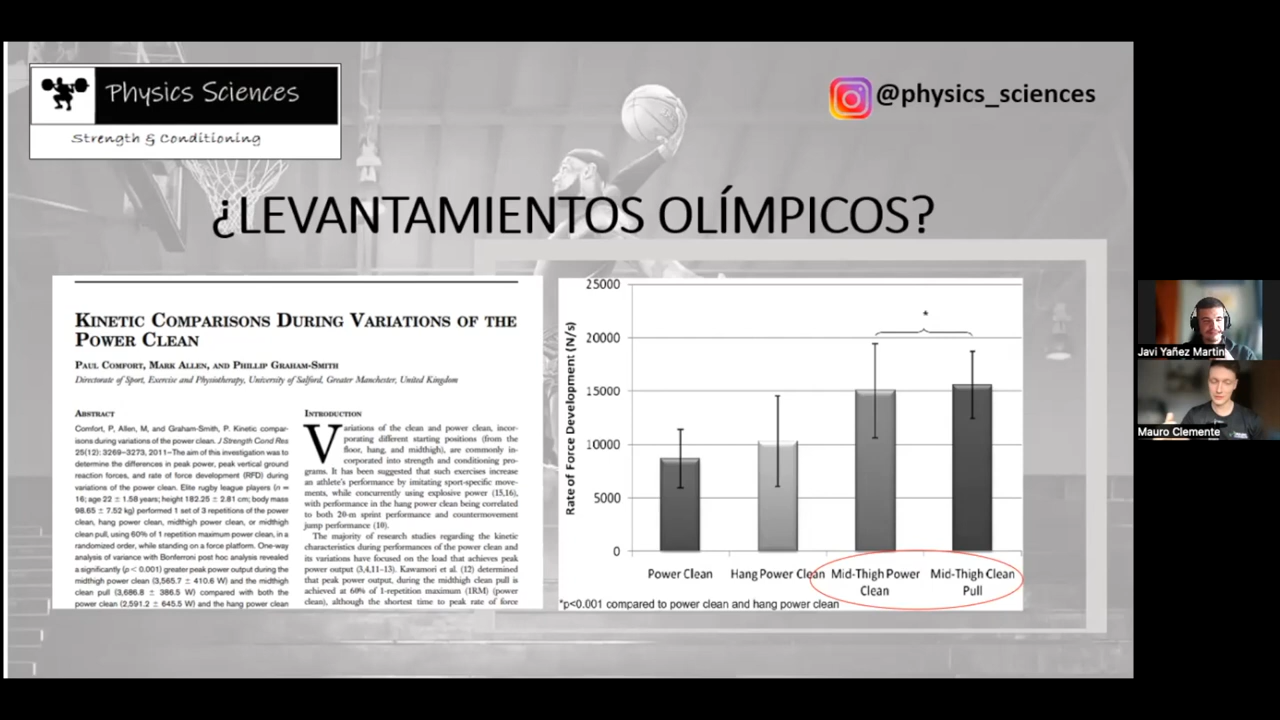 Physics Sciences
Strength & Conditioning
@physics_sciences
¿LEVANTAMIENTOS OLÍMPICOS?
KINETIC COMPARISONS DURING VARIATIONS OF THE
POWER CLEAN
PAUL COMFORT, MARK ALLEN, AND PHILLIP GRAHAM-SMITH
Directorate of Sport, Exercise and Physiotherapy, University of Salford, Greater Manchester, United Kingdom
ABSTRACT
Comfort, P, Allen, M, and Graham-Smith, P. Kinetic compar-
isons during variations of the power clean. J Strength Cond Res
25(12): 3269–3273, 2011—The aim of this investigation was to
determine the differences in peak power, peak vertical ground
reaction forces, and rate of force development (RFD) during
variations of the power clean. Elite rugby league players (n =
16; age 22 ± 1.58 years; height 182.25 ± 2.81 cm; body mass
98.65 ± 7.52 kg) performed 1 set of 3 repetitions of the power
clean, hang power clean, midthigh power clean, or midthigh
clean pull, using 60% of 1 repetition maximum power clean, in a
randomized order, while standing on a force platform. One-way
analysis of variance with Bonferroni post hoc analysis revealed
a significantly (p < 0.001) greater peak power output during the
midthigh power clean (3,565.7 ± 410.6 W) and the midthigh
clean pull (3,686.8 ± 386.5 W) compared with both the
power clean (2,591.2 ± 645.5 W) and the hang power clean
INTRODUCTION
Variations of the clean and power clean, incor-
porating different starting positions (from the
floor, hang, and midthigh), are commonly in-
corporated into strength and conditioning pro-
grams. It has been suggested that such exercises increase
an athlete's performance by imitating sport-specific move-
ments, while concurrently using explosive power (15,16),
with performance in the hang power clean being correlated
to both 20-m sprint performance and countermovement
jump performance (10).
The majority of research studies regarding the kinetic
characteristics during performances of the power clean and
its variations have focused on the load that achieves peak
power output (3,4,11–13). Kawamori et al. (12) determined
that peak power output, during the midthigh clean pull is
achieved at 60% of 1-repetition maximum (1RM) (power
clean), although the shortest time to peak rate of force
Rate of Force Development (N/s)
25000
20000
15000
10000
5000
0
*
Power Clean
Hang Power Clean
Mid-Thigh Power
Clean
Mid-Thigh Clean
Pull
*p<0.001 compared to power clean and hang power clean
Javi Yañez Martin
Mauro Clemente